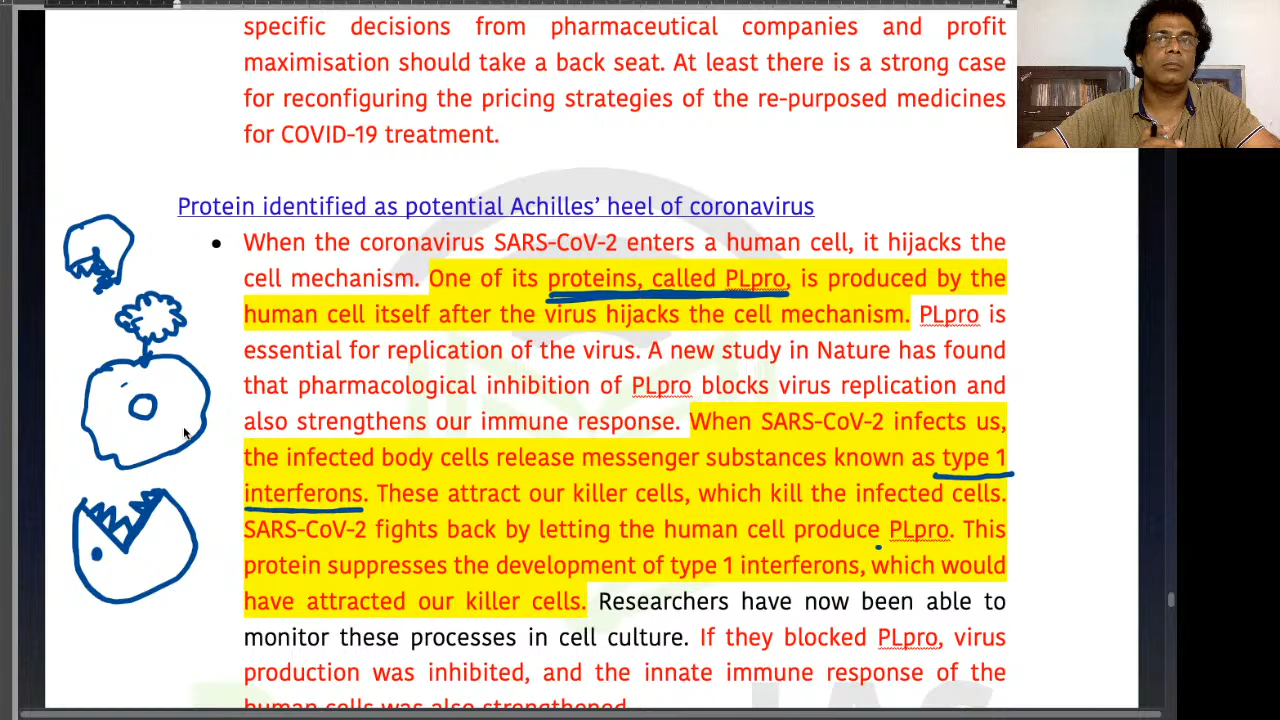 specific decisions from pharmaceutical companies and profit
maximisation should take a back seat. At least there is a strong case
for reconfiguring the pricing strategies of the re-purposed medicines
for COVID-19 treatment.
Protein identified as potential Achilles’ heel of coronavirus
● When the coronavirus SARS-CoV-2 enters a human cell, it hijacks the
cell mechanism. One of its proteins, called PLpro, is produced by the
human cell itself after the virus hijacks the cell mechanism. PLpro is
essential for replication of the virus. A new study in Nature has found
that pharmacological inhibition of PLpro blocks virus replication and
also strengthens our immune response. When SARS-CoV-2 infects us,
the infected body cells release messenger substances known as type 1
interferons. These attract our killer cells, which kill the infected cells.
SARS-CoV-2 fights back by letting the human cell produce PLpro. This
protein suppresses the development of type 1 interferons, which would
have attracted our killer cells. Researchers have now been able to
monitor these processes in cell culture. If they blocked PLpro, virus
production was inhibited, and the innate immune response of the
human cells was also strengthened.
IAS